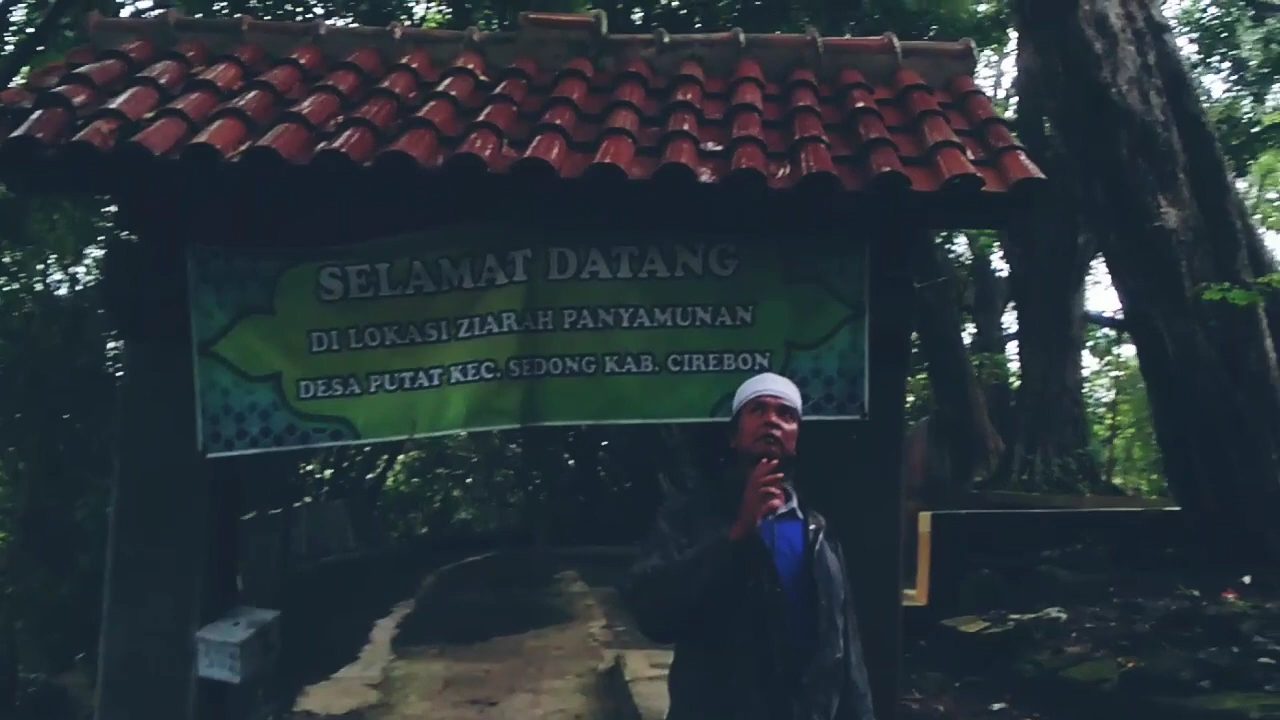 SELAMAT DATANG
DI LOKASI ZIARAH PANYAMUNAN
DESA PUTAT KEC. SEDONG KAB. CIREBON